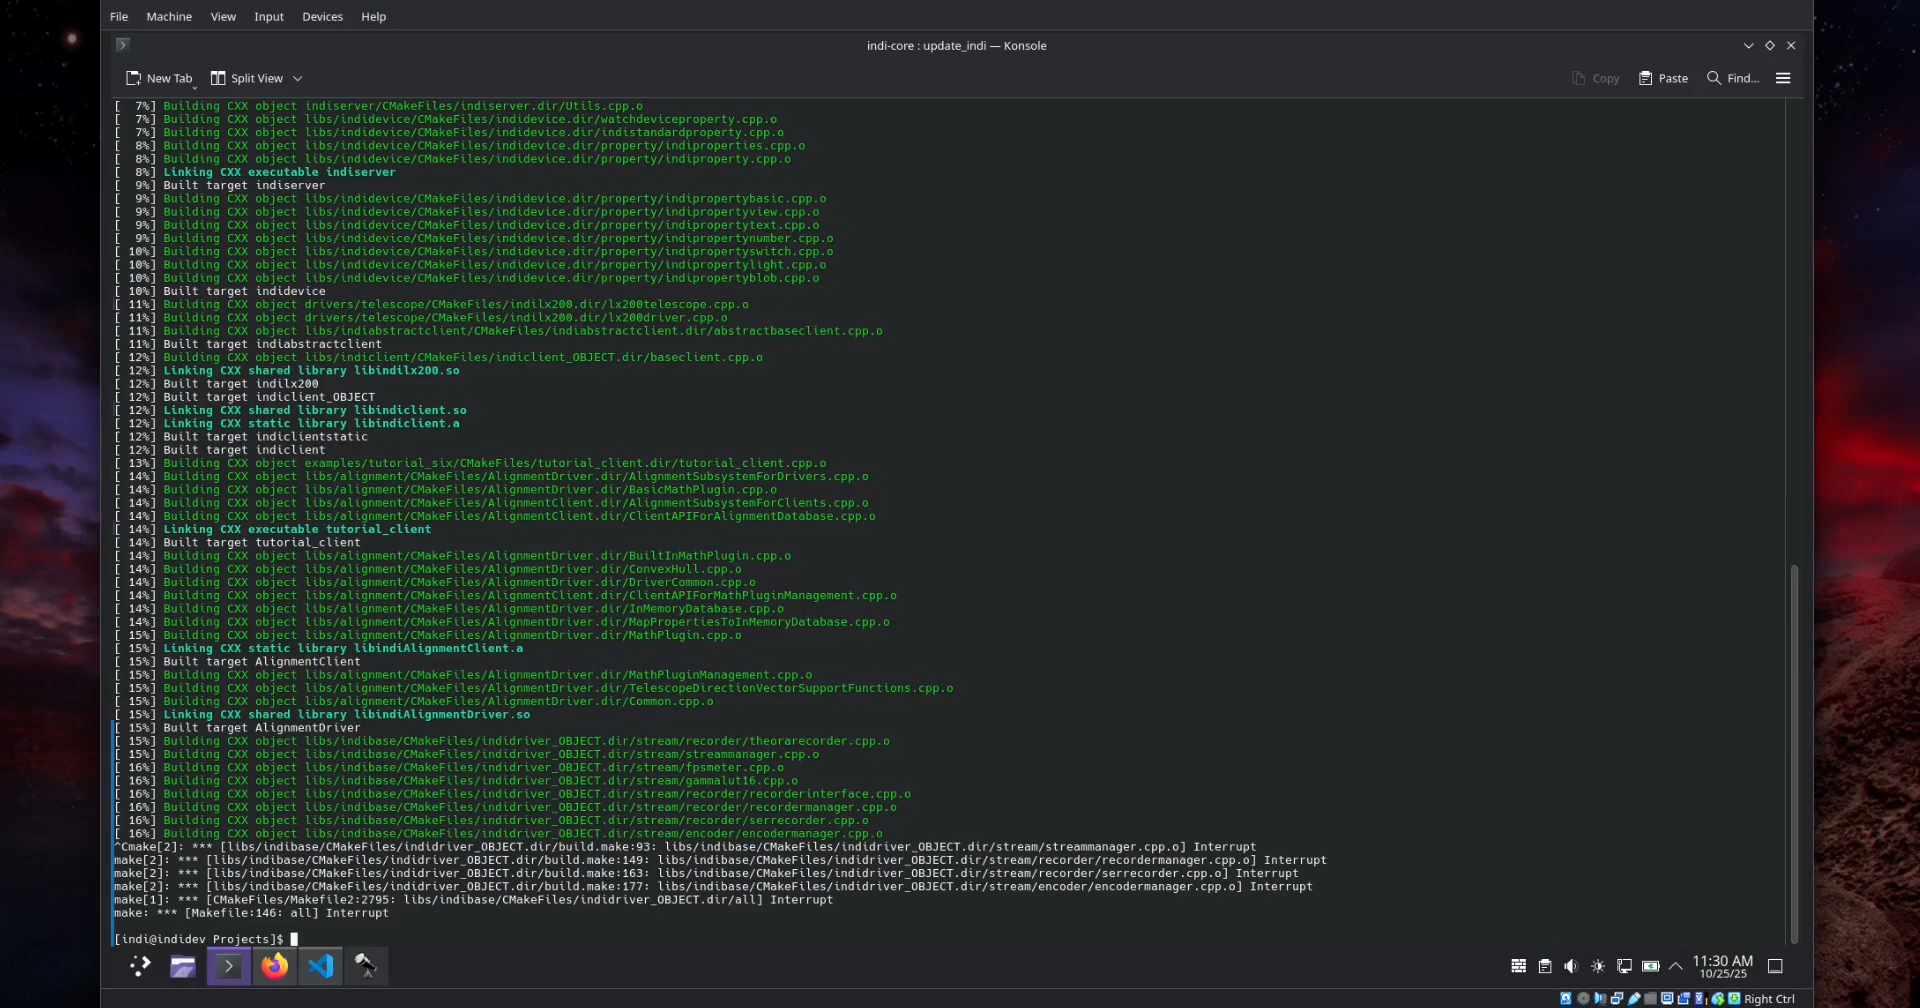 File Machine View Input Devices Help
indi-core : update_indi — Konsole
New Tab Split View Copy Paste Find...
[  7%] Building CXX object indiserver/CMakeFiles/indiserver.dir/Utils.cpp.o
[  7%] Building CXX object libs/indidevice/CMakeFiles/indidevice.dir/watchdeviceproperty.cpp.o
[  7%] Building CXX object libs/indidevice/CMakeFiles/indidevice.dir/indistandardproperty.cpp.o
[  8%] Building CXX object libs/indidevice/CMakeFiles/indidevice.dir/property/indiproperties.cpp.o
[  8%] Building CXX object libs/indidevice/CMakeFiles/indidevice.dir/property/indiproperty.cpp.o
[  8%] Linking CXX executable indiserver
[  9%] Built target indiserver
[  9%] Building CXX object libs/indidevice/CMakeFiles/indidevice.dir/property/indipropertybasic.cpp.o
[  9%] Building CXX object libs/indidevice/CMakeFiles/indidevice.dir/property/indipropertyview.cpp.o
[  9%] Building CXX object libs/indidevice/CMakeFiles/indidevice.dir/property/indipropertytext.cpp.o
[  9%] Building CXX object libs/indidevice/CMakeFiles/indidevice.dir/property/indipropertynumber.cpp.o
[ 10%] Building CXX object libs/indidevice/CMakeFiles/indidevice.dir/property/indipropertyswitch.cpp.o
[ 10%] Building CXX object libs/indidevice/CMakeFiles/indidevice.dir/property/indipropertylight.cpp.o
[ 10%] Building CXX object libs/indidevice/CMakeFiles/indidevice.dir/property/indipropertyblob.cpp.o
[ 10%] Built target indidevice
[ 11%] Building CXX object drivers/telescope/CMakeFiles/indilx200.dir/lx200telescope.cpp.o
[ 11%] Building CXX object drivers/telescope/CMakeFiles/indilx200.dir/lx200driver.cpp.o
[ 11%] Building CXX object libs/indiabstractclient/CMakeFiles/indiabstractclient.dir/abstractbaseclient.cpp.o
[ 11%] Built target indiabstractclient
[ 12%] Building CXX object libs/indiclient/CMakeFiles/indiclient_OBJECT.dir/baseclient.cpp.o
[ 12%] Linking CXX shared library libindilx200.so
[ 12%] Built target indilx200
[ 12%] Built target indiclient_OBJECT
[ 12%] Linking CXX shared library libindiclient.so
[ 12%] Linking CXX static library libindiclient.a
[ 12%] Built target indiclientstatic
[ 12%] Built target indiclient
[ 13%] Building CXX object examples/tutorial_six/CMakeFiles/tutorial_client.dir/tutorial_client.cpp.o
[ 14%] Building CXX object libs/alignment/CMakeFiles/AlignmentDriver.dir/AlignmentSubsystemForDrivers.cpp.o
[ 14%] Building CXX object libs/alignment/CMakeFiles/AlignmentDriver.dir/BasicMathPlugin.cpp.o
[ 14%] Building CXX object libs/alignment/CMakeFiles/AlignmentClient.dir/AlignmentSubsystemForClients.cpp.o
[ 14%] Building CXX object libs/alignment/CMakeFiles/AlignmentClient.dir/ClientAPIForAlignmentDatabase.cpp.o
[ 14%] Linking CXX executable tutorial_client
[ 14%] Built target tutorial_client
[ 14%] Building CXX object libs/alignment/CMakeFiles/AlignmentDriver.dir/BuiltInMathPlugin.cpp.o
[ 14%] Building CXX object libs/alignment/CMakeFiles/AlignmentDriver.dir/ConvexHull.cpp.o
[ 14%] Building CXX object libs/alignment/CMakeFiles/AlignmentDriver.dir/DriverCommon.cpp.o
[ 14%] Building CXX object libs/alignment/CMakeFiles/AlignmentClient.dir/ClientAPIForMathPluginManagement.cpp.o
[ 14%] Building CXX object libs/alignment/CMakeFiles/AlignmentDriver.dir/InMemoryDatabase.cpp.o
[ 14%] Building CXX object libs/alignment/CMakeFiles/AlignmentDriver.dir/MapPropertiesToInMemoryDatabase.cpp.o
[ 15%] Building CXX object libs/alignment/CMakeFiles/AlignmentDriver.dir/MathPlugin.cpp.o
[ 15%] Linking CXX static library libindiAlignmentClient.a
[ 15%] Built target AlignmentClient
[ 15%] Building CXX object libs/alignment/CMakeFiles/AlignmentDriver.dir/MathPluginManagement.cpp.o
[ 15%] Building CXX object libs/alignment/CMakeFiles/AlignmentDriver.dir/TelescopeDirectionVectorSupportFunctions.cpp.o
[ 15%] Building CXX object libs/alignment/CMakeFiles/AlignmentDriver.dir/Common.cpp.o
[ 15%] Linking CXX shared library libindiAlignmentDriver.so
[ 15%] Built target AlignmentDriver
[ 15%] Building CXX object libs/indibase/CMakeFiles/indidriver_OBJECT.dir/stream/recorder/theorarecorder.cpp.o
[ 15%] Building CXX object libs/indibase/CMakeFiles/indidriver_OBJECT.dir/stream/streammanager.cpp.o
[ 16%] Building CXX object libs/indibase/CMakeFiles/indidriver_OBJECT.dir/stream/fpsmeter.cpp.o
[ 16%] Building CXX object libs/indibase/CMakeFiles/indidriver_OBJECT.dir/stream/gammalut16.cpp.o
[ 16%] Building CXX object libs/indibase/CMakeFiles/indidriver_OBJECT.dir/stream/recorder/recorderinterface.cpp.o
[ 16%] Building CXX object libs/indibase/CMakeFiles/indidriver_OBJECT.dir/stream/recorder/recordermanager.cpp.o
[ 16%] Building CXX object libs/indibase/CMakeFiles/indidriver_OBJECT.dir/stream/recorder/serrecorder.cpp.o
[ 16%] Building CXX object libs/indibase/CMakeFiles/indidriver_OBJECT.dir/stream/encoder/encodermanager.cpp.o
^Cmake[2]: *** [libs/indibase/CMakeFiles/indidriver_OBJECT.dir/build.make:93: libs/indibase/CMakeFiles/indidriver_OBJECT.dir/stream/streammanager.cpp.o] Interrupt
make[2]: *** [libs/indibase/CMakeFiles/indidriver_OBJECT.dir/build.make:149: libs/indibase/CMakeFiles/indidriver_OBJECT.dir/stream/recorder/recordermanager.cpp.o] Interrupt
make[2]: *** [libs/indibase/CMakeFiles/indidriver_OBJECT.dir/build.make:163: libs/indibase/CMakeFiles/indidriver_OBJECT.dir/stream/recorder/serrecorder.cpp.o] Interrupt
make[2]: *** [libs/indibase/CMakeFiles/indidriver_OBJECT.dir/build.make:177: libs/indibase/CMakeFiles/indidriver_OBJECT.dir/stream/encoder/encodermanager.cpp.o] Interrupt
make[1]: *** [CMakeFiles/Makefile2:2795: libs/indibase/CMakeFiles/indidriver_OBJECT.dir/all] Interrupt
make: *** [Makefile:146: all] Interrupt
[indi@indidev Projects]$
11:30 AM
10/25/25
Right Ctrl